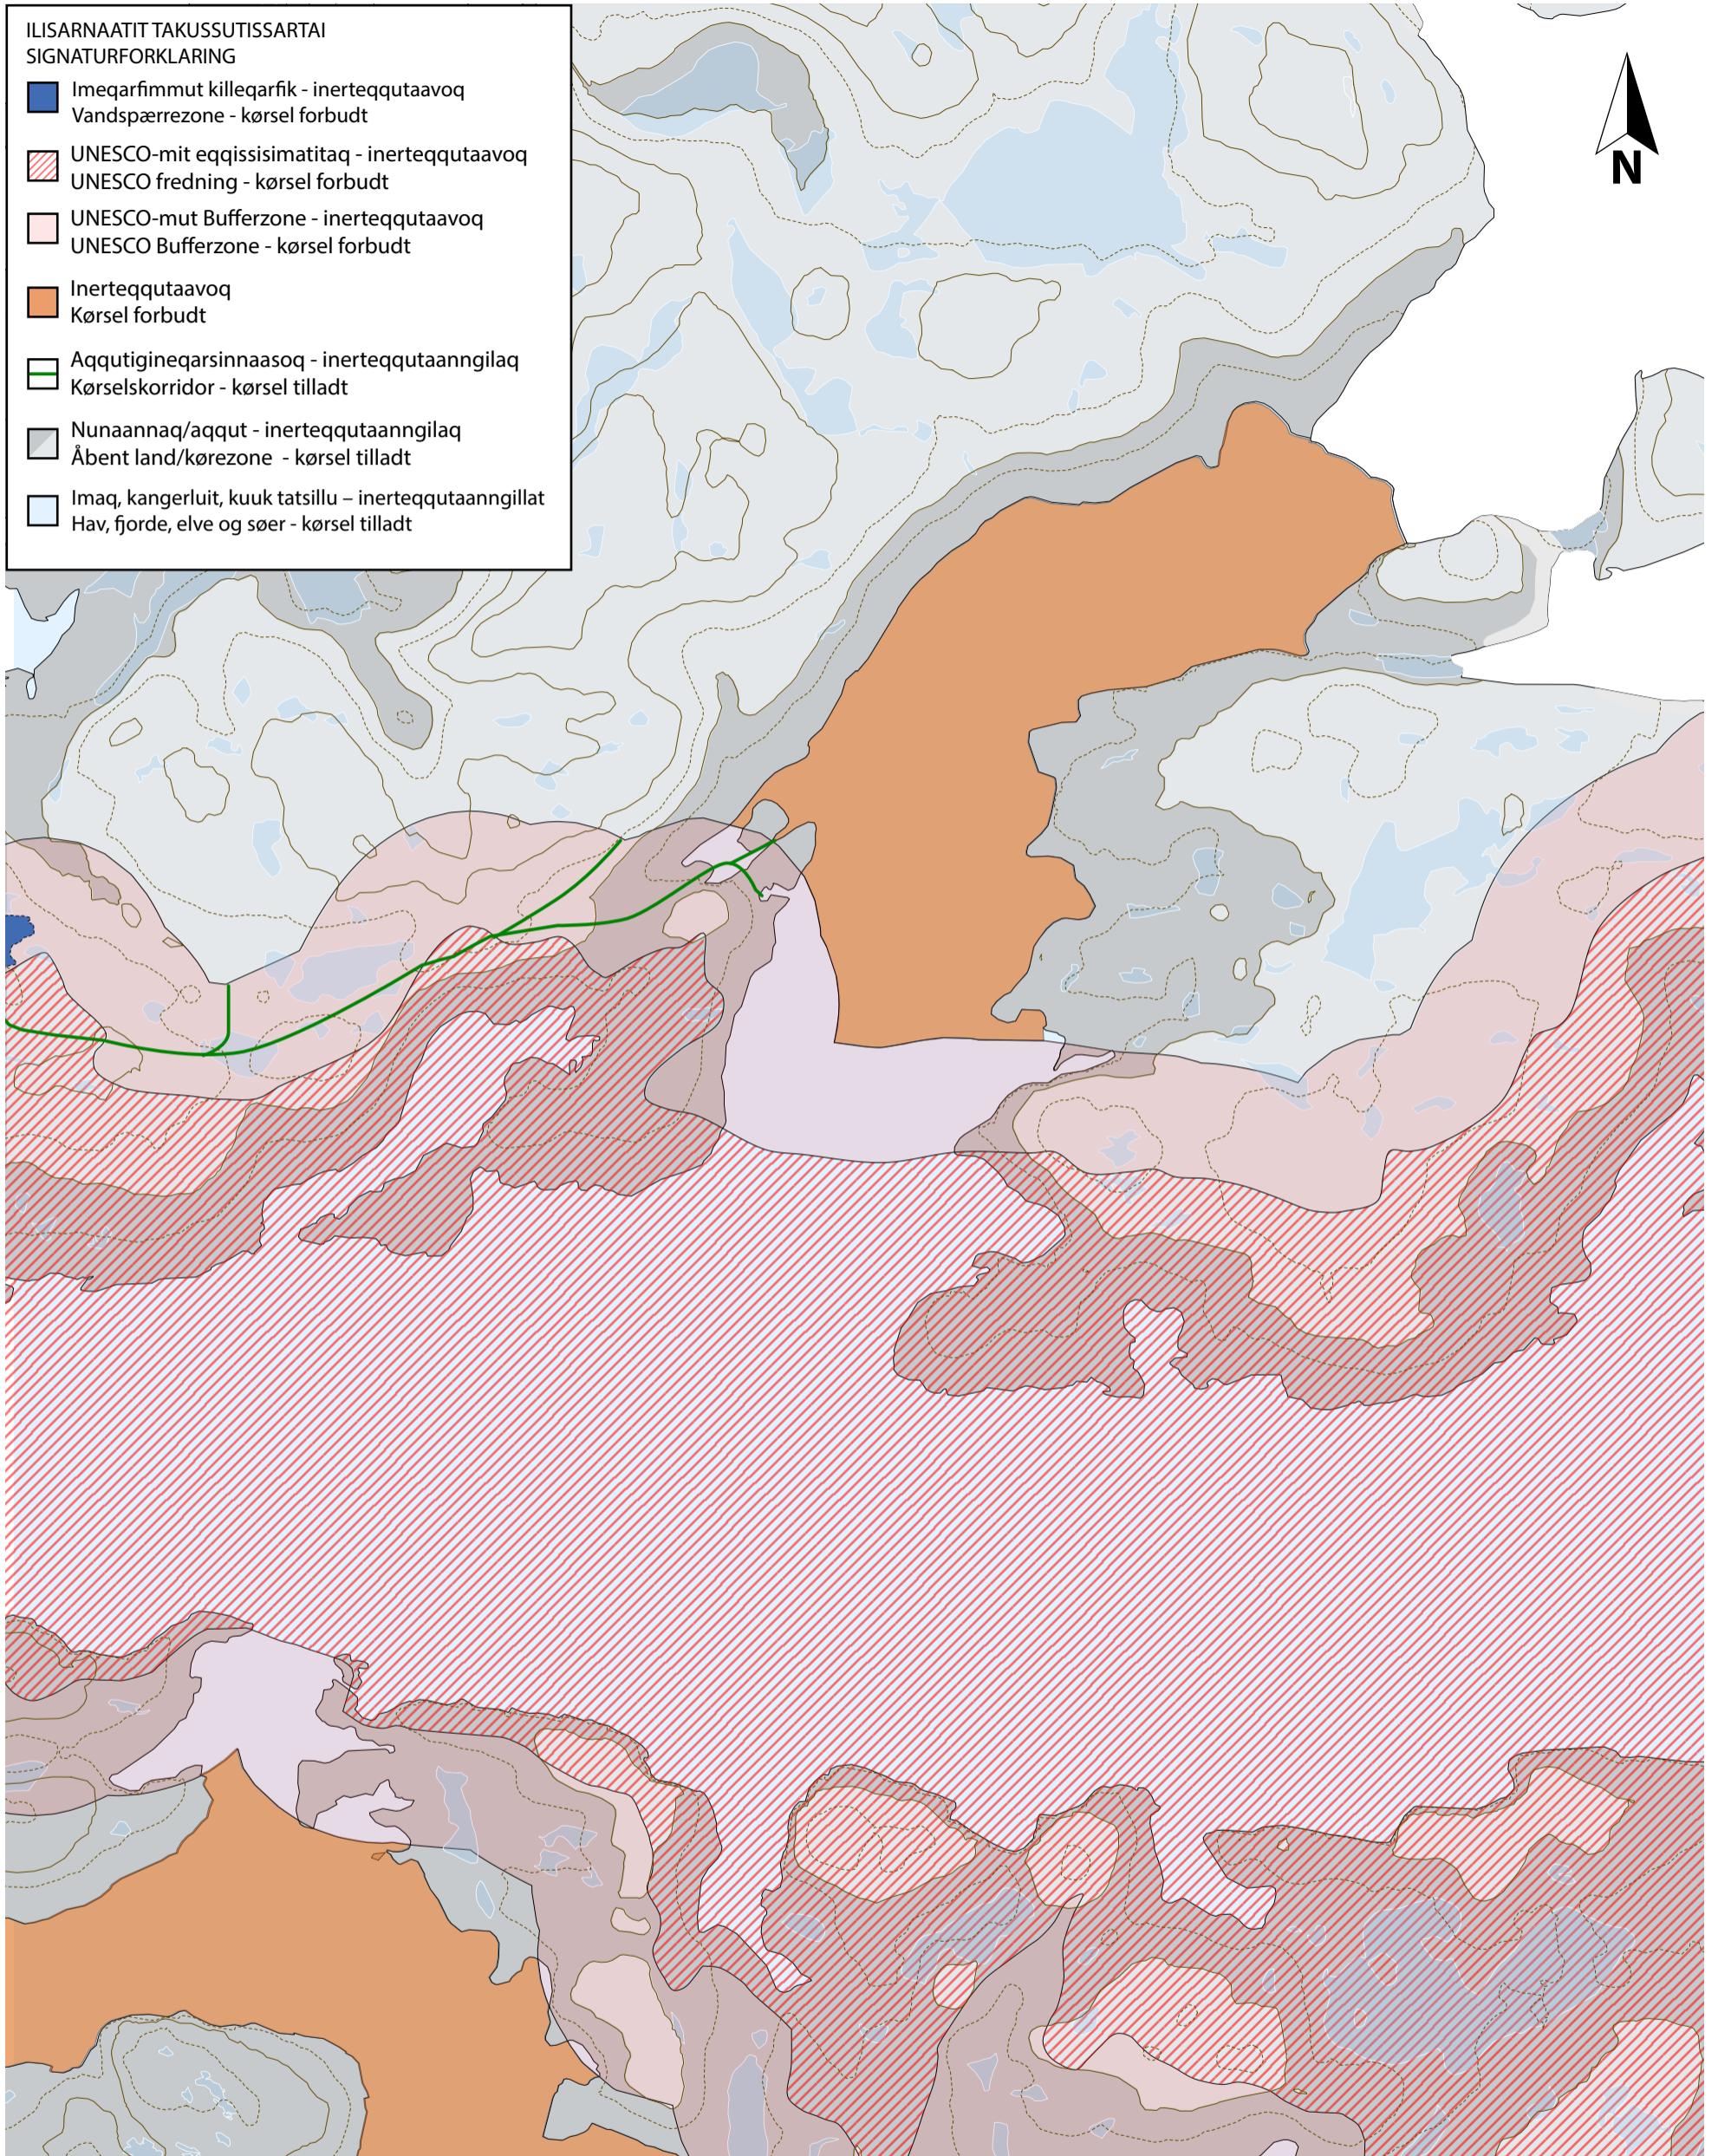 ILISARNAATIT TAKUSSUTISSARTAI
SIGNATURFORKLARING
Imeqarfimmut killeqarfik - inerteqqutaavoq
Vandspærrezone - kørsel forbudt
UNESCO-mit eqqissisimatitaq - inerteqqutaavoq
UNESCO fredning - kørsel forbudt
UNESCO-mut Bufferzone - inerteqqutaavoq
UNESCO Bufferzone - kørsel forbudt
Inerteqqutaavoq
Kørsel forbudt
Aqqutigineqarsinnaasoq - inerteqqutaanngilaq
Kørselskorridor - kørsel tilladt
Nunaannaq/aqqut - inerteqqutaanngilaq
Åbent land/kørezone  - kørsel tilladt
Imaq, kangerluit, kuuk tatsillu – inerteqqutaanngillat
Hav, fjorde, elve og søer - kørsel tilladt
N